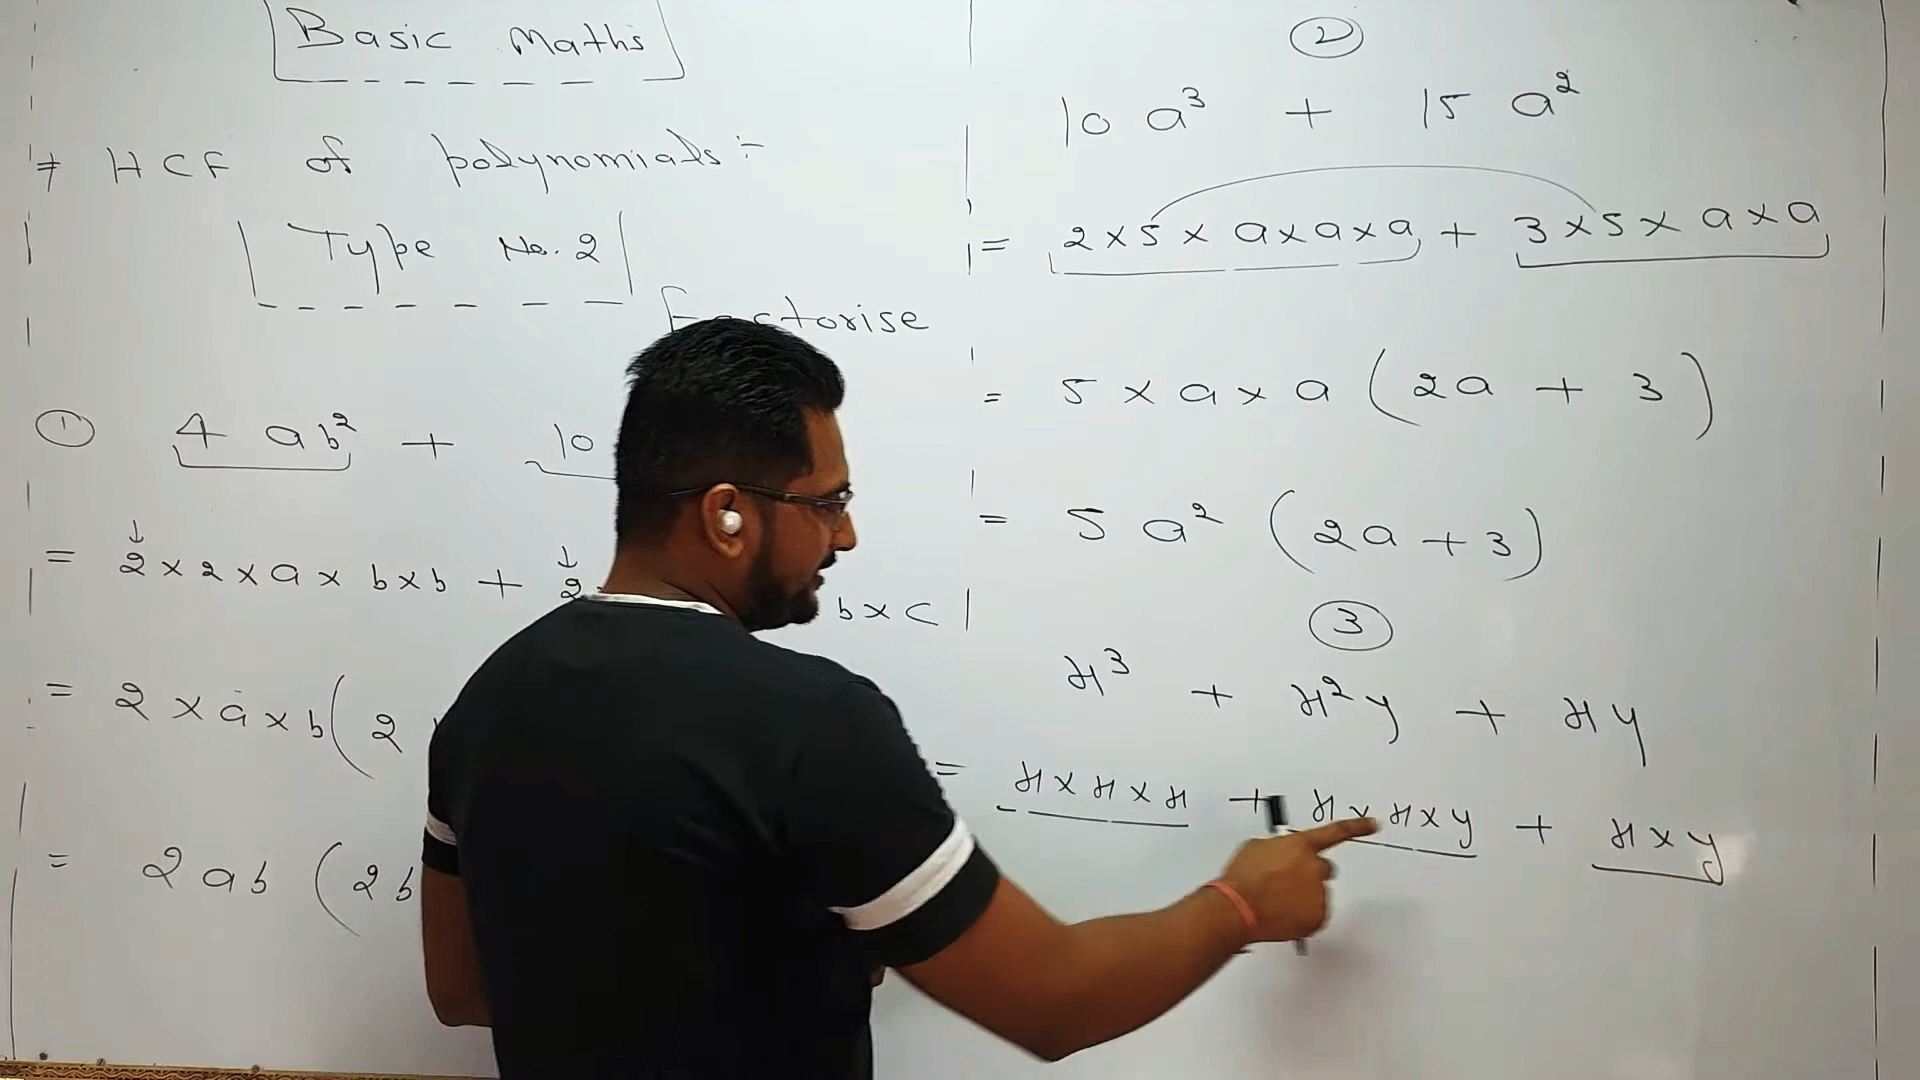 Basic Maths
⇒ HCF of polynomials :-
Type No. 2
Factorise
① 4 ab² + 10
= 2 × 2 × a × b × b + 2 b × c
= 2 × a × b ( 2
= 2 ab ( 2b
②
10 a³ + 15 a²
= 2 × 5 × a × a × a + 3 × 5 × a × a
= 5 × a × a ( 2a + 3 )
= 5 a² ( 2a + 3 )
③
x³ + x²y + xy
= x × x × x + x × x × y + x × y